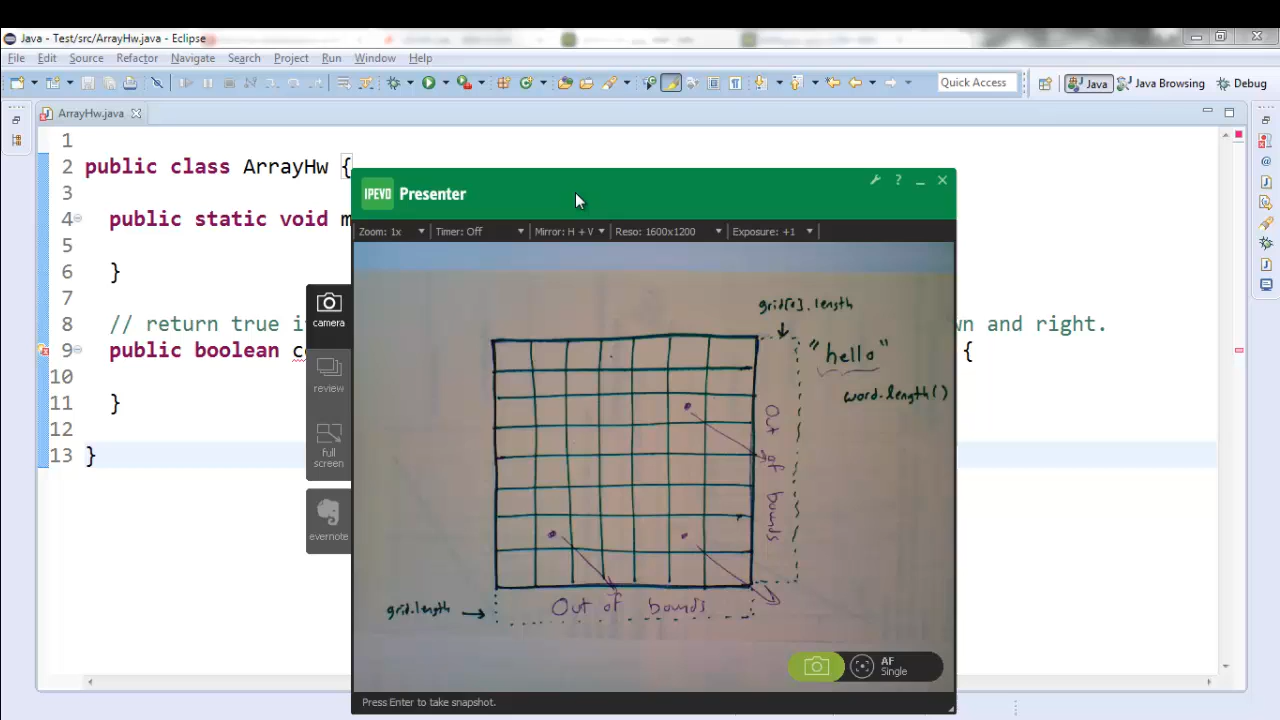 Java - Test/src/ArrayHw.java - Eclipse
File Edit Source Refactor Navigate Search Project Run Window Help
Quick Access
Java
Java Browsing
Debug
ArrayHw.java
1
2 public class ArrayHw {
3
4 public static void m
5
6 }
7
8 // return true i
wn and right.
9 public boolean c
{
10
11 }
12
13 }
IPEVO Presenter
Zoom: 1x Timer: Off Mirror: H + V Reso: 1600x1200 Exposure: +1
camera
review
full
screen
evernote
grid[0].length
"hello"
word.length()
Out of bounds
grid.length
Out of bounds
AF
Single
Press Enter to take snapshot.